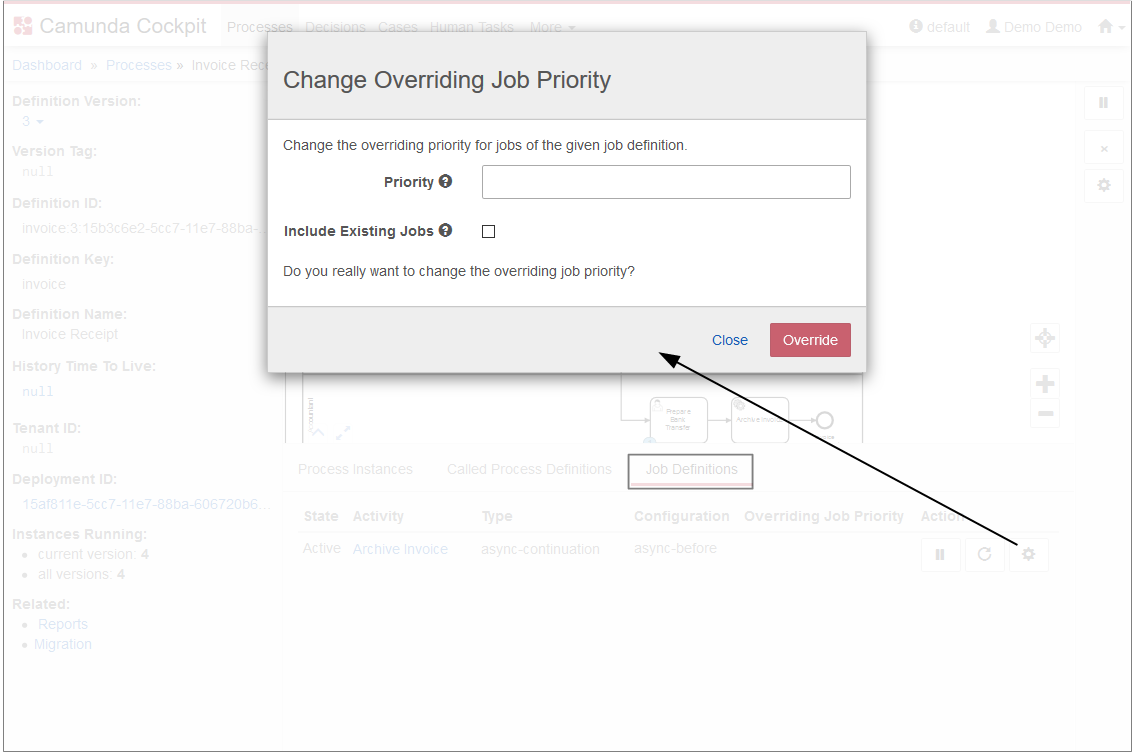 Camunda Cockpit Processes Decisions Cases Human Tasks More default Demo Demo
Dashboard » Processes » Invoice Rece
Change Overriding Job Priority
Change the overriding priority for jobs of the given job definition.
Priority
Include Existing Jobs
Do you really want to change the overriding job priority?
Close Override
Definition Version:
3
Version Tag:
null
Definition ID:
invoice:3:15b3c6e2-5cc7-11e7-88ba-...
Definition Key:
invoice
Definition Name:
Invoice Receipt
History Time To Live:
null
Tenant ID:
null
Deployment ID:
15af811e-5cc7-11e7-88ba-606720b6...
Instances Running:
current version: 4
all versions: 4
Related:
Reports
Migration
Accountant
Prepare
Bank
Transfer
Archive Invoice
Process Instances Called Process Definitions Job Definitions
State Activity Type Configuration Overriding Job Priority Action
Active Archive Invoice async-continuation async-before